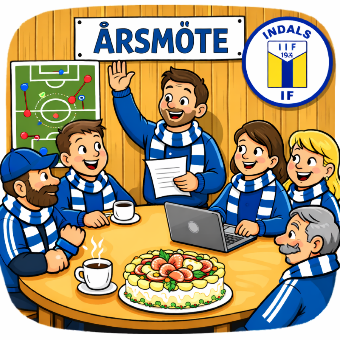 ÅRSMÖTE
INDALS
IIF
IF